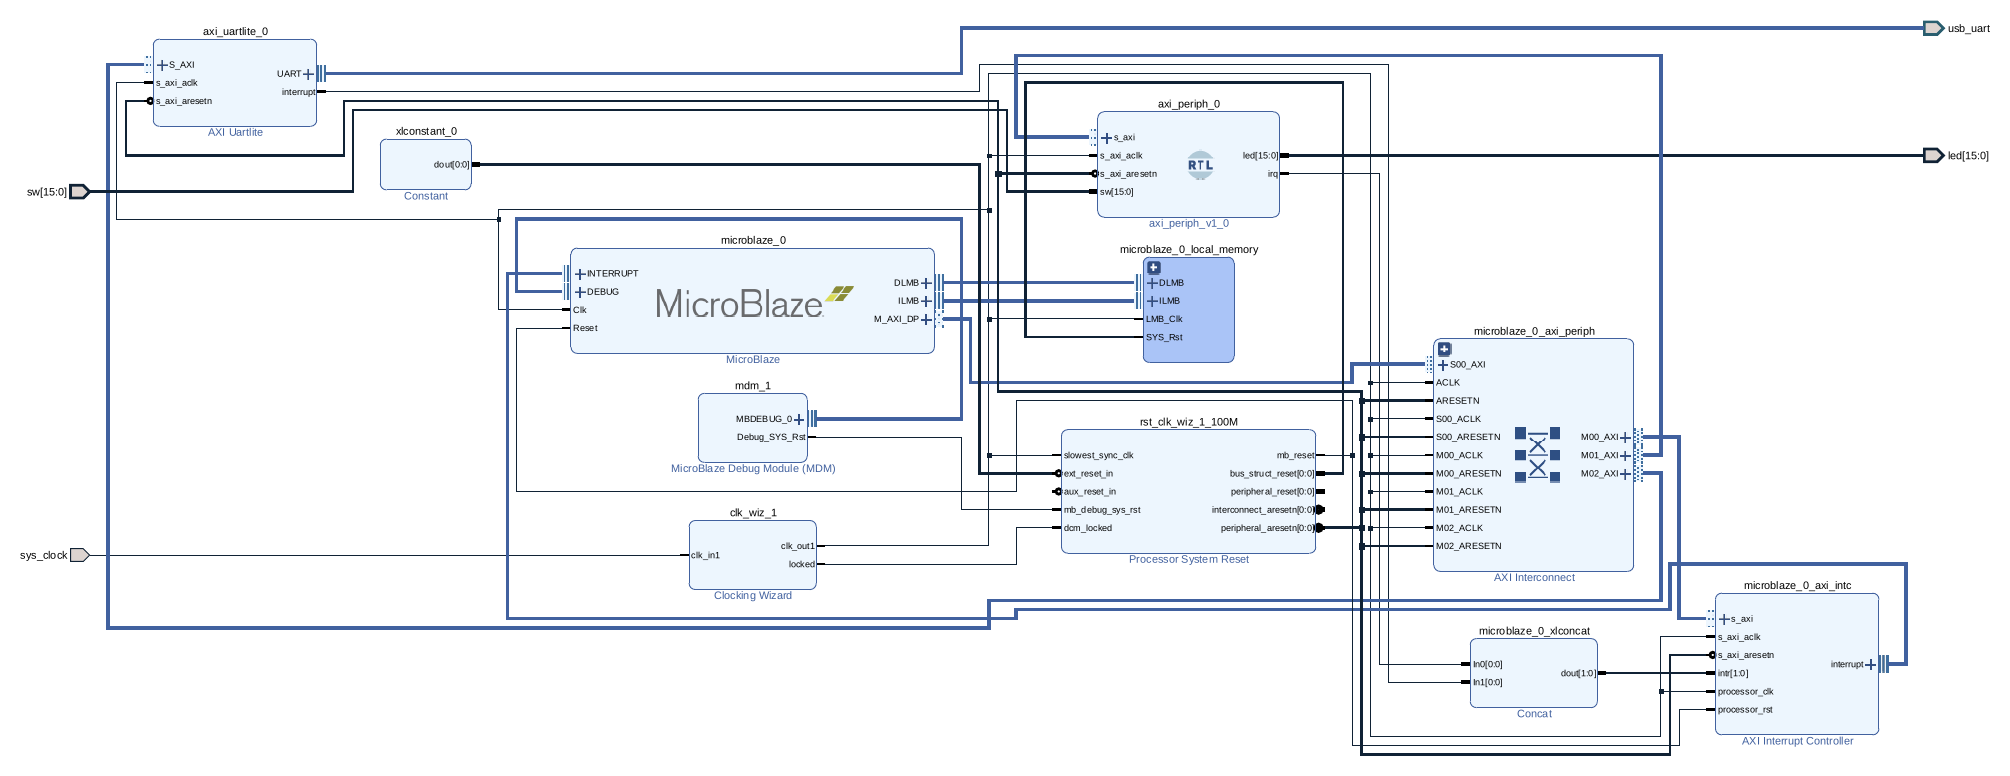 usb_uart
axi_uartlite_0
S_AXI
s_axi_aclk
s_axi_aresetn
UART
interrupt
AXI Uartlite
xlconstant_0
dout[0:0]
Constant
sw[15:0]
axi_periph_0
s_axi
s_axi_aclk
s_axi_aresetn
sw[15:0]
RTL
led[15:0]
irq
axi_periph_v1_0
led[15:0]
microblaze_0
INTERRUPT
DEBUG
Clk
Reset
MicroBlaze
DLMB
ILMB
M_AXI_DP
MicroBlaze
microblaze_0_local_memory
DLMB
ILMB
LMB_Clk
SYS_Rst
mdm_1
MBDEBUG_0
Debug_SYS_Rst
MicroBlaze Debug Module (MDM)
rst_clk_wiz_1_100M
slowest_sync_clk
ext_reset_in
aux_reset_in
mb_debug_sys_rst
dcm_locked
mb_reset
bus_struct_reset[0:0]
peripheral_reset[0:0]
interconnect_aresetn[0:0]
peripheral_aresetn[0:0]
Processor System Reset
microblaze_0_axi_periph
S00_AXI
ACLK
ARESETN
S00_ACLK
S00_ARESETN
M00_ACLK
M00_ARESETN
M01_ACLK
M01_ARESETN
M02_ACLK
M02_ARESETN
M00_AXI
M01_AXI
M02_AXI
AXI Interconnect
sys_clock
clk_wiz_1
clk_in1
clk_out1
locked
Clocking Wizard
microblaze_0_xlconcat
In0[0:0]
In1[0:0]
dout[1:0]
Concat
microblaze_0_axi_intc
s_axi
s_axi_aclk
s_axi_aresetn
intr[1:0]
processor_clk
processor_rst
interrupt
AXI Interrupt Controller